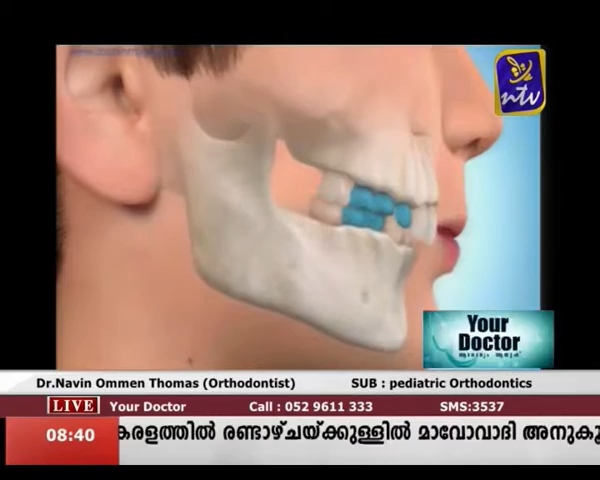 ntv
Your
Doctor
Dr.Navin Ommen Thomas (Orthodontist) SUB : pediatric Orthodontics
LIVE Your Doctor Call : 052 9611 333 SMS:3537
08:40 കരളത്തിൽ രണ്ടാഴ്ചയ്ക്കുള്ളിൽ മാവോവാദി അനുകൂ